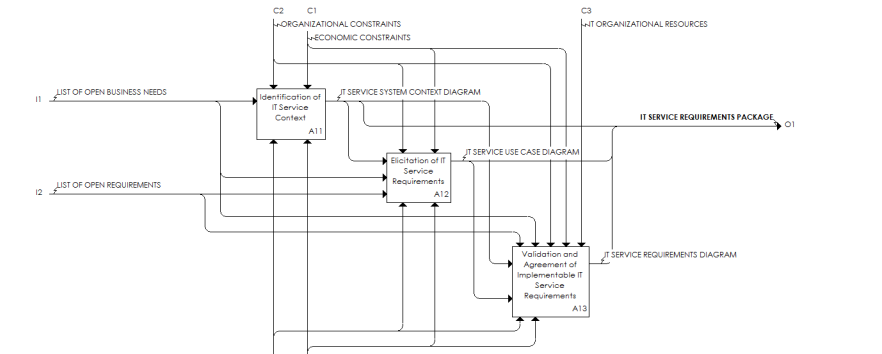 C2
C1
C3
ORGANIZATIONAL CONSTRAINTS
IT ORGANIZATIONAL RESOURCES
ECONOMIC CONSTRAINTS
I1
LIST OF OPEN BUSINESS NEEDS
Identification of
IT Service
Context
A11
IT SERVICE SYSTEM CONTEXT DIAGRAM
IT SERVICE REQUIREMENTS PACKAGE
O1
IT SERVICE USE CASE DIAGRAM
Elicitation of IT
Service
Requirements
A12
I2
LIST OF OPEN REQUIREMENTS
Validation and
Agreement of
Implementable IT
Service
Requirements
A13
IT SERVICE REQUIREMENTS DIAGRAM